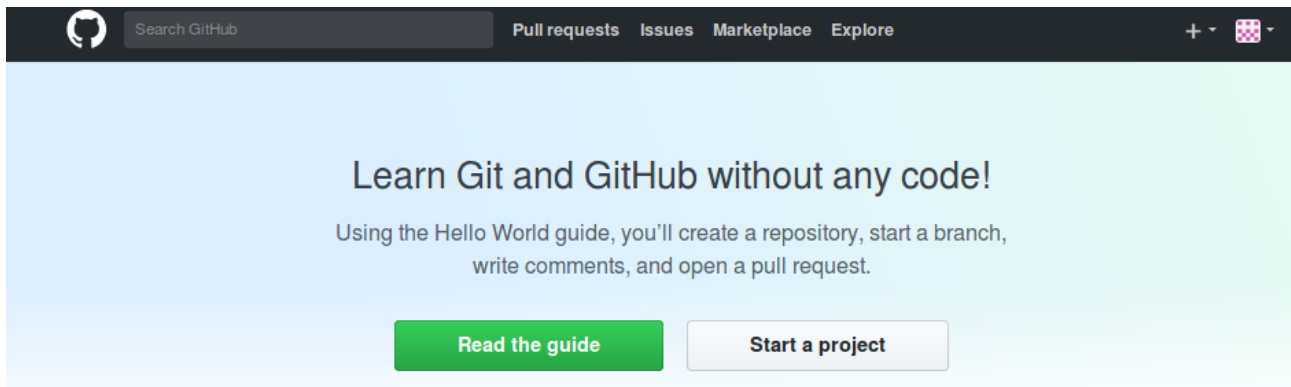 Search GitHub Pull requests Issues Marketplace Explore
Learn Git and GitHub without any code!
Using the Hello World guide, you’ll create a repository, start a branch,
write comments, and open a pull request.
Read the guide Start a project